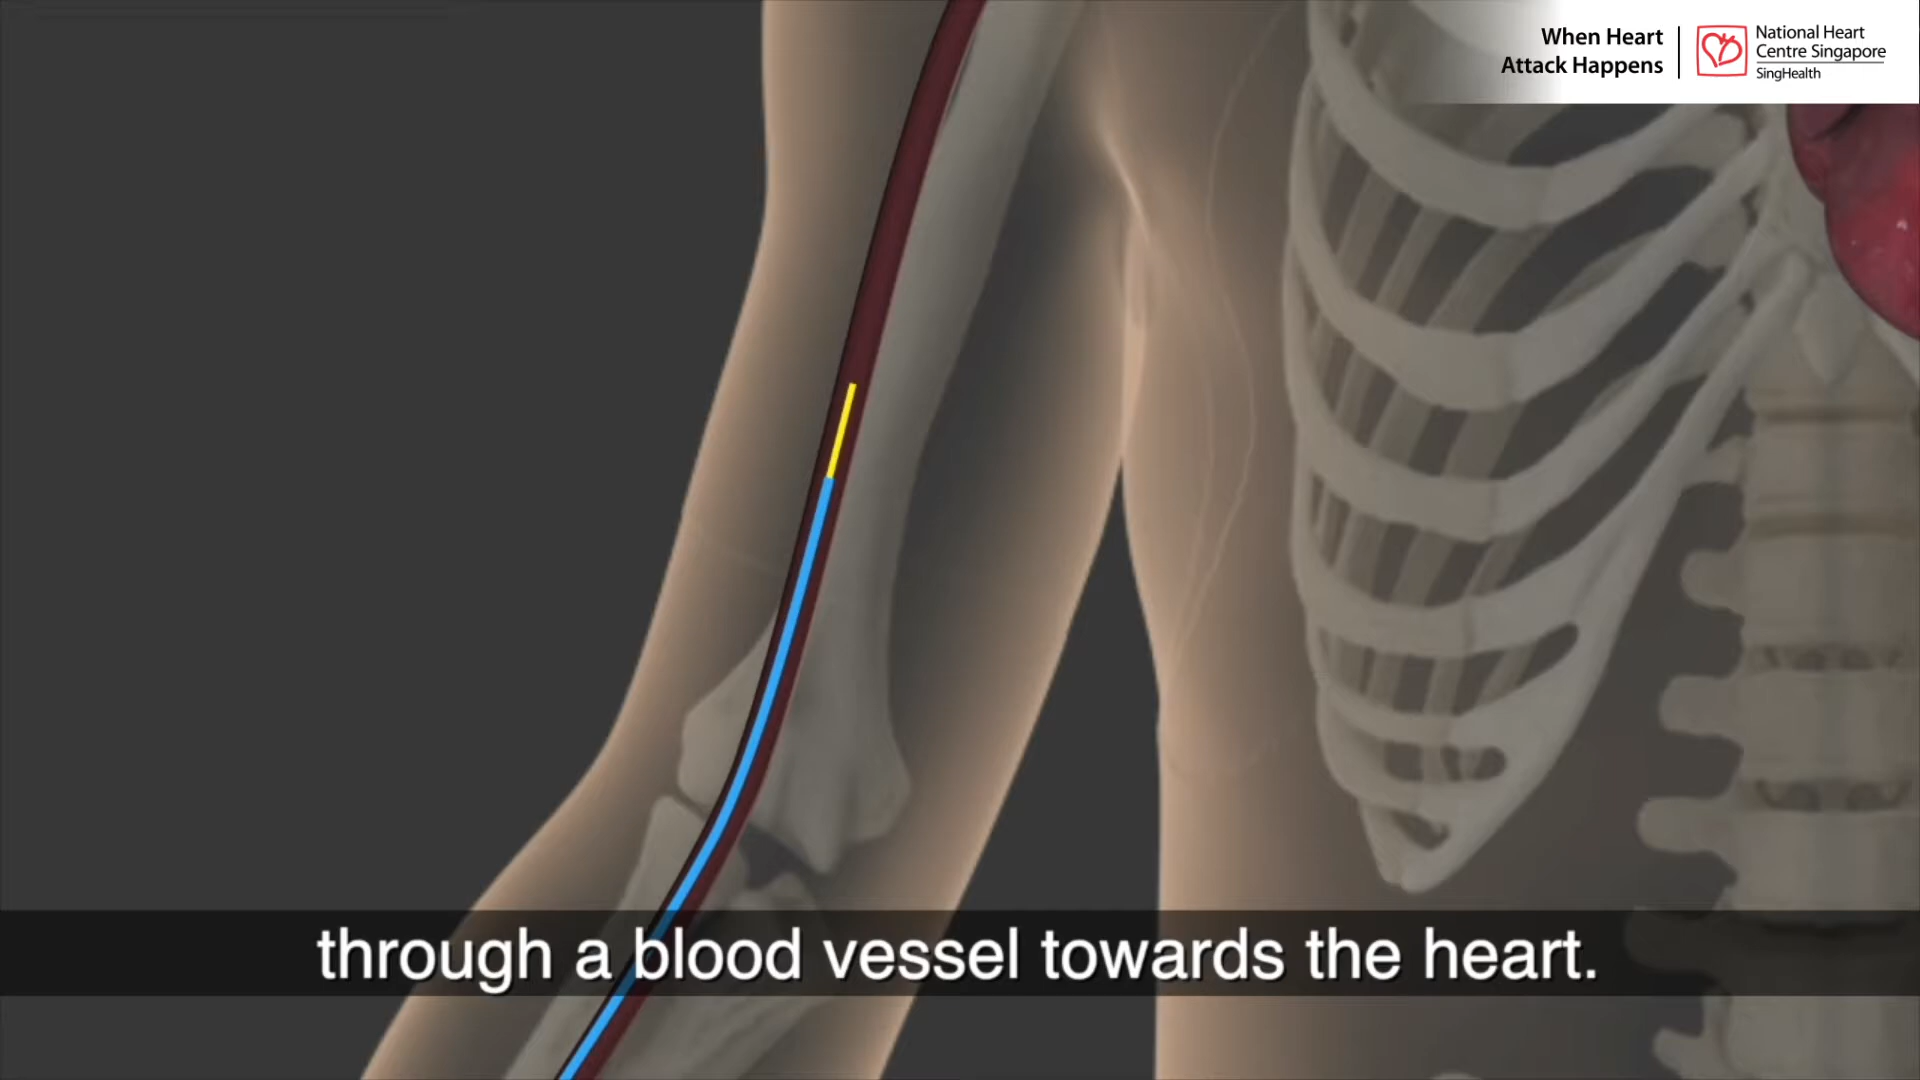 When Heart
Attack Happens
National Heart
Centre Singapore
SingHealth
through a blood vessel towards the heart.